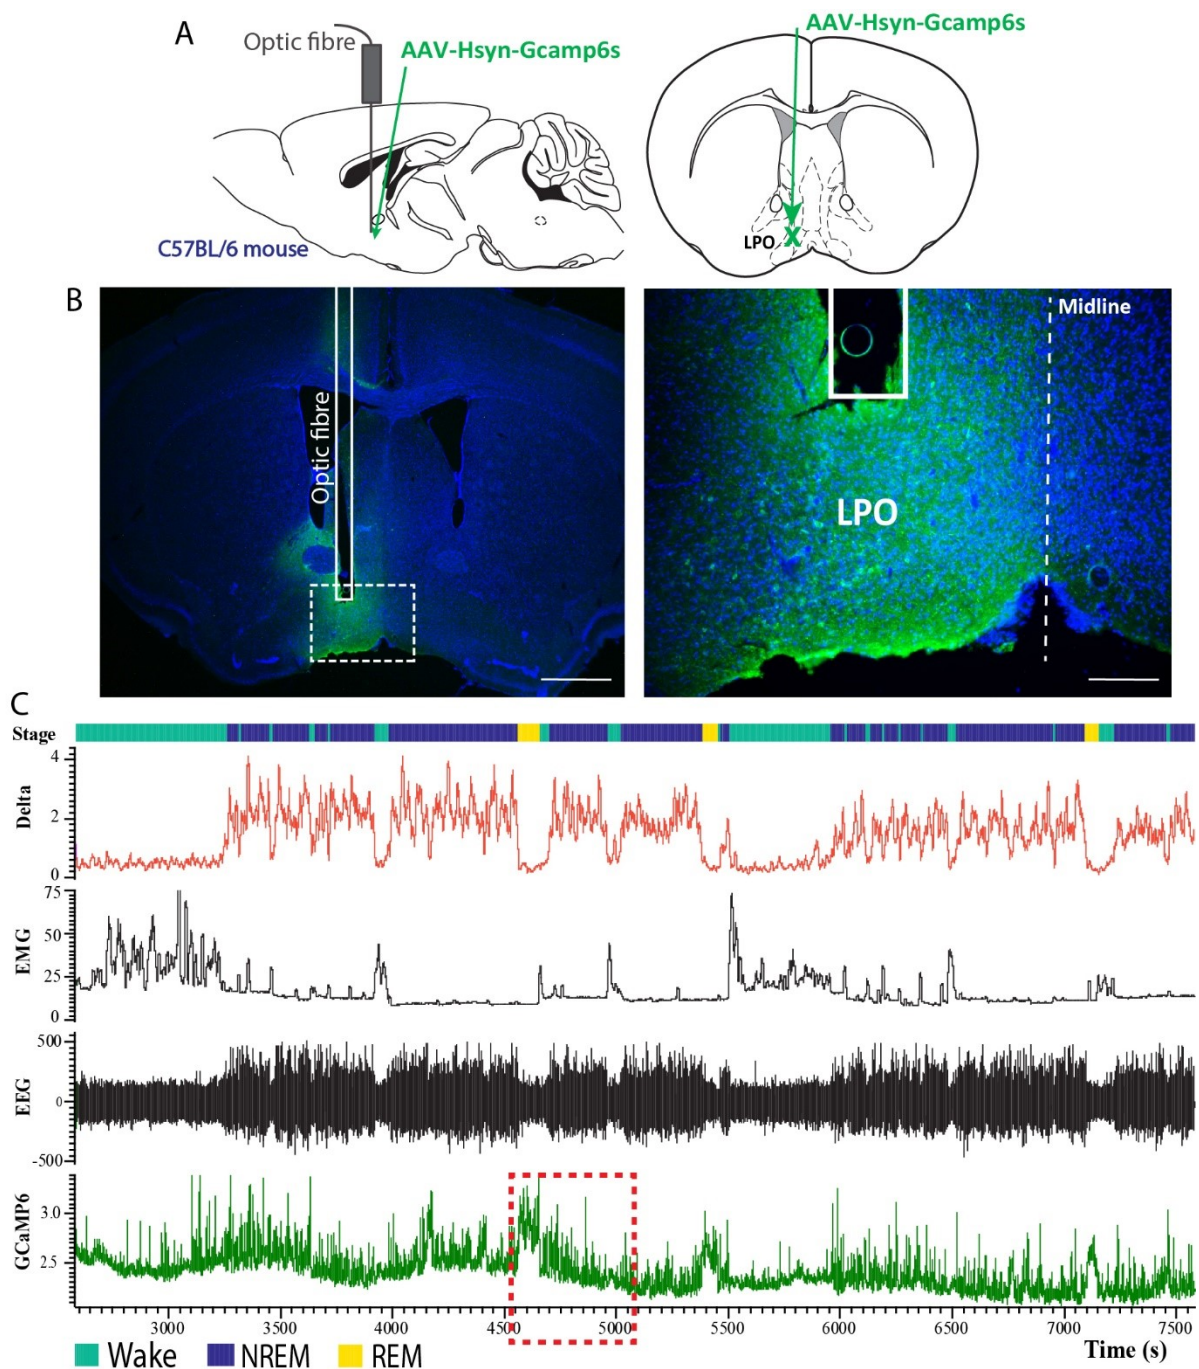 A
Optic fibre
AAV-Hsyn-Gcamp6s
C57BL/6 mouse
AAV-Hsyn-Gcamp6s
LPO
X
B
Optic fibre
Midline
LPO
C
Stage
Delta
4
2
0
EMG
75
50
25
0
EEG
500
0
-500
GCaMP6
3.0
2.5
3000 3500 4000 4500 5000 5500 6000 6500 7000 7500
Time (s)
Wake NREM REM